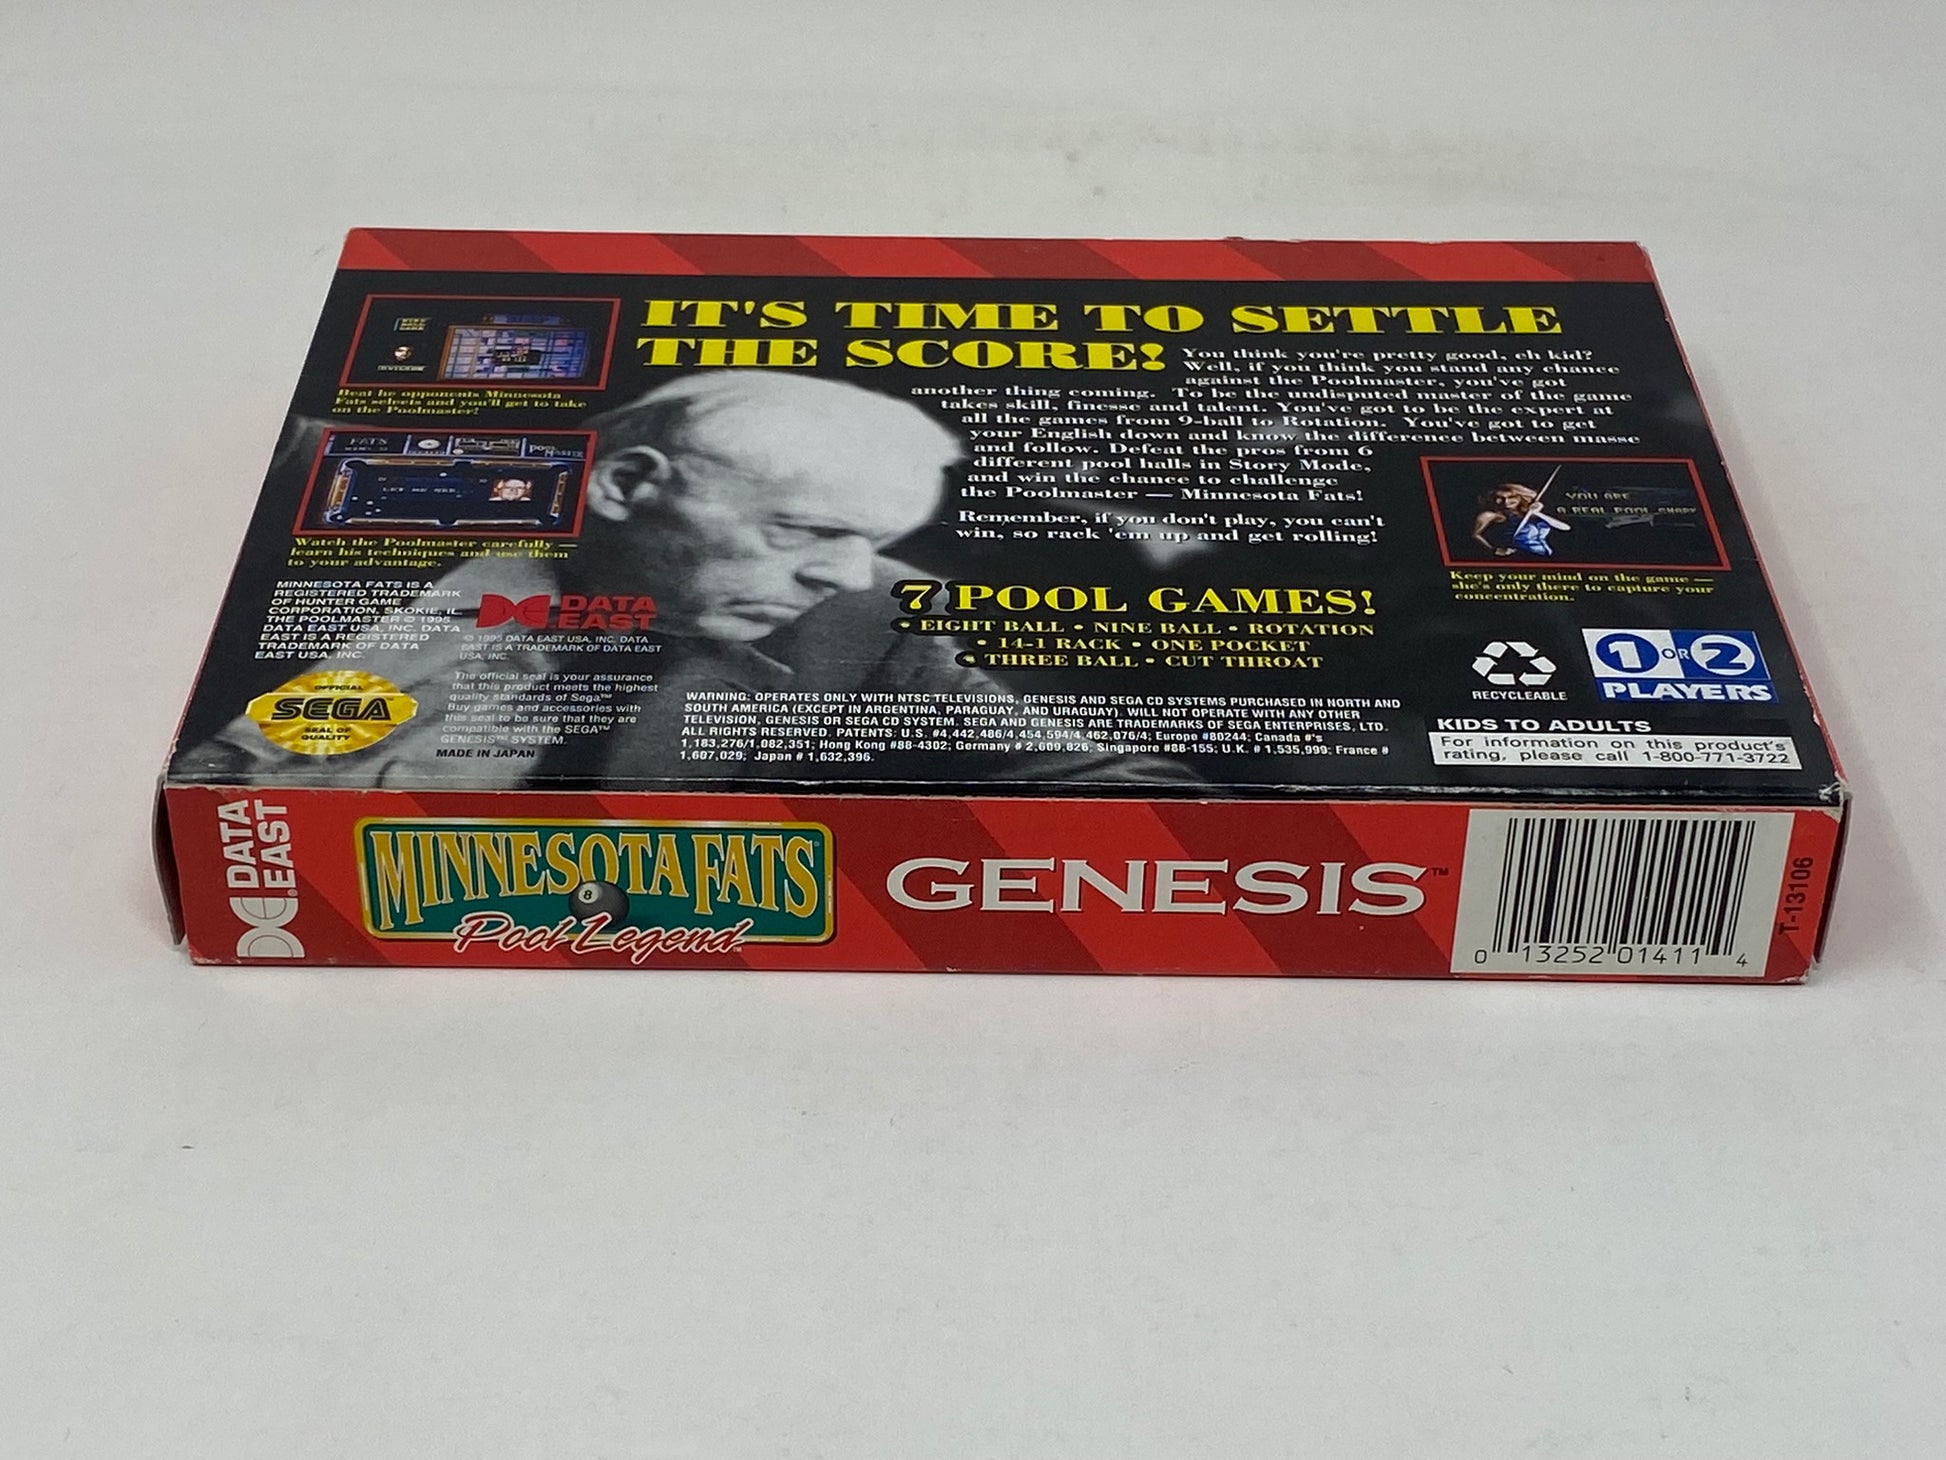 IT'S TIME TO SETTLE
THE SCORE!
You think you're pretty good, eh kid?
Well, if you think you stand any chance
against the Poolmaster, you've got
another thing coming. To be the undisputed master of the game
takes skill, finesse and talent. You've got to be the expert at
all the games from 9-ball to Rotation. You've got to get
your English down and know the difference between masse
and follow. Defeat the pros from 6
different pool halls in Story Mode,
and win the chance to challenge
the Poolmaster — Minnesota Fats!
Remember, if you don't play, you can't
win, so rack 'em up and get rolling!
Beat he opponents Minnesota
Fats selects and you'll get to take
on the Poolmaster!
FATS
POOL
MASTER
LET ME SEE
Watch the Poolmaster carefully —
learn his techniques and use them
to your advantage.
YOU ARE
A REAL POOL SHARK
Keep your mind on the game —
she's only there to capture your
concentration.
7 POOL GAMES!
• EIGHT BALL • NINE BALL • ROTATION
• 14-1 RACK • ONE POCKET
• THREE BALL • CUT THROAT
MINNESOTA FATS IS A
REGISTERED TRADEMARK
OF HUNTER GAME
CORPORATION, SKOKIE, IL.
THE POOLMASTER © 1995
DATA EAST USA, INC. DATA
EAST IS A REGISTERED
TRADEMARK OF DATA
EAST USA, INC.
DATA
EAST
© 1995 DATA EAST USA, INC. DATA
EAST IS A TRADEMARK OF DATA EAST
USA, INC.
OFFICIAL
SEGA
SEAL OF
QUALITY
The official seal is your assurance
that this product meets the highest
quality standards of Sega™
Buy games and accessories with
this seal to be sure that they are
compatible with the SEGA™
GENESIS™ SYSTEM.
MADE IN JAPAN
WARNING: OPERATES ONLY WITH NTSC TELEVISIONS, GENESIS AND SEGA CD SYSTEMS PURCHASED IN NORTH AND
SOUTH AMERICA (EXCEPT IN ARGENTINA, PARAGUAY, AND URAGUAY). WILL NOT OPERATE WITH ANY OTHER
TELEVISION, GENESIS OR SEGA CD SYSTEM. SEGA AND GENESIS ARE TRADEMARKS OF SEGA ENTERPRISES, LTD.
ALL RIGHTS RESERVED. PATENTS: U.S. #4,442,486/4,454,594/4,462,076/4; Europe #80244; Canada #'s
1,183,276/1,082,351; Hong Kong #88-4302; Germany # 2,609,826, Singapore #88-155; U.K. # 1,535,999; France #
1,607,029; Japan # 1,632,396.
RECYCLEABLE
1 OR 2
PLAYERS
KIDS TO ADULTS
For information on this product's
rating, please call 1-800-771-3722
DATA
EAST
MINNESOTA FATS
8
Pool Legend™
GENESIS™
0 13252 01411 4
T-13106